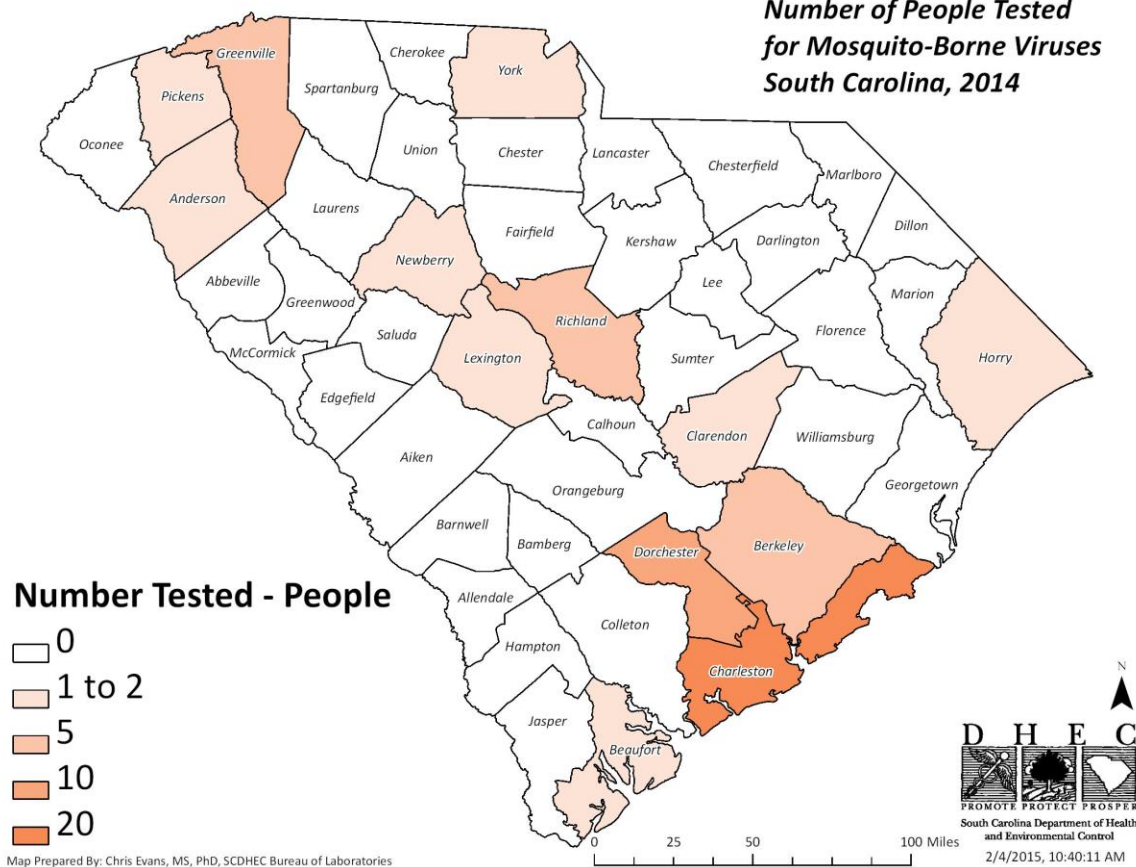 Number of People Tested
for Mosquito-Borne Viruses
South Carolina, 2014
Greenville
Cherokee
York
Pickens
Spartanburg
Oconee
Union
Chester
Lancaster
Chesterfield
Marlboro
Anderson
Laurens
Fairfield
Kershaw
Darlington
Dillon
Newberry
Abbeville
Greenwood
Lee
Marion
Richland
Saluda
Florence
McCormick
Lexington
Sumter
Horry
Edgefield
Calhoun
Clarendon
Williamsburg
Aiken
Georgetown
Orangeburg
Barnwell
Bamberg
Dorchester
Berkeley
Allendale
Colleton
Hampton
Charleston
Jasper
Beaufort
Number Tested - People
0
1 to 2
5
10
20
N
D H E C
PROMOTE PROTECT PROSPER
South Carolina Department of Health
and Environmental Control
2/4/2015, 10:40:11 AM
0 25 50 100 Miles
Map Prepared By: Chris Evans, MS, PhD, SCDHEC Bureau of Laboratories